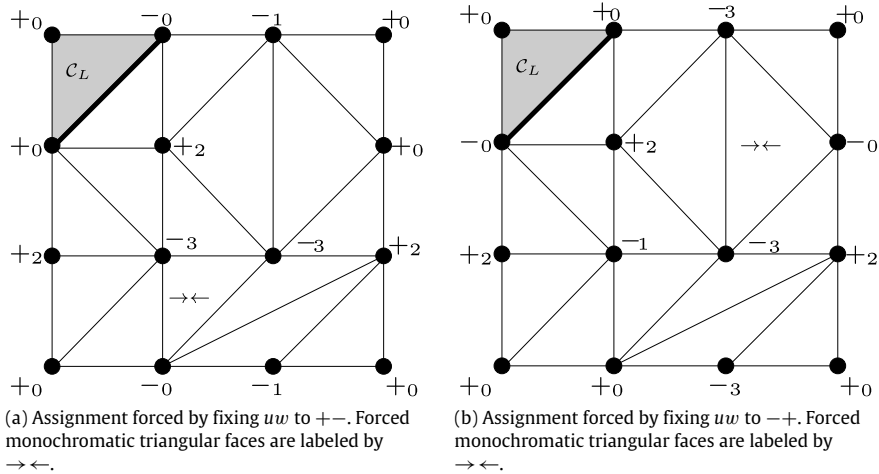 +₀ −₀ −₁ +₀
𝒞_L
+₀ +₂ +₀
+₂ −₃ −₃ +₂
→←
+₀ −₀ −₁ +₀
(a) Assignment forced by fixing uw to +−. Forced
monochromatic triangular faces are labeled by
→←.
+₀ +₀ −₃ +₀
𝒞_L
−₀ +₂ →← −₀
+₂ −₁ −₃ +₂
+₀ +₀ −₃ +₀
(b) Assignment forced by fixing uw to −+. Forced
monochromatic triangular faces are labeled by
→←.